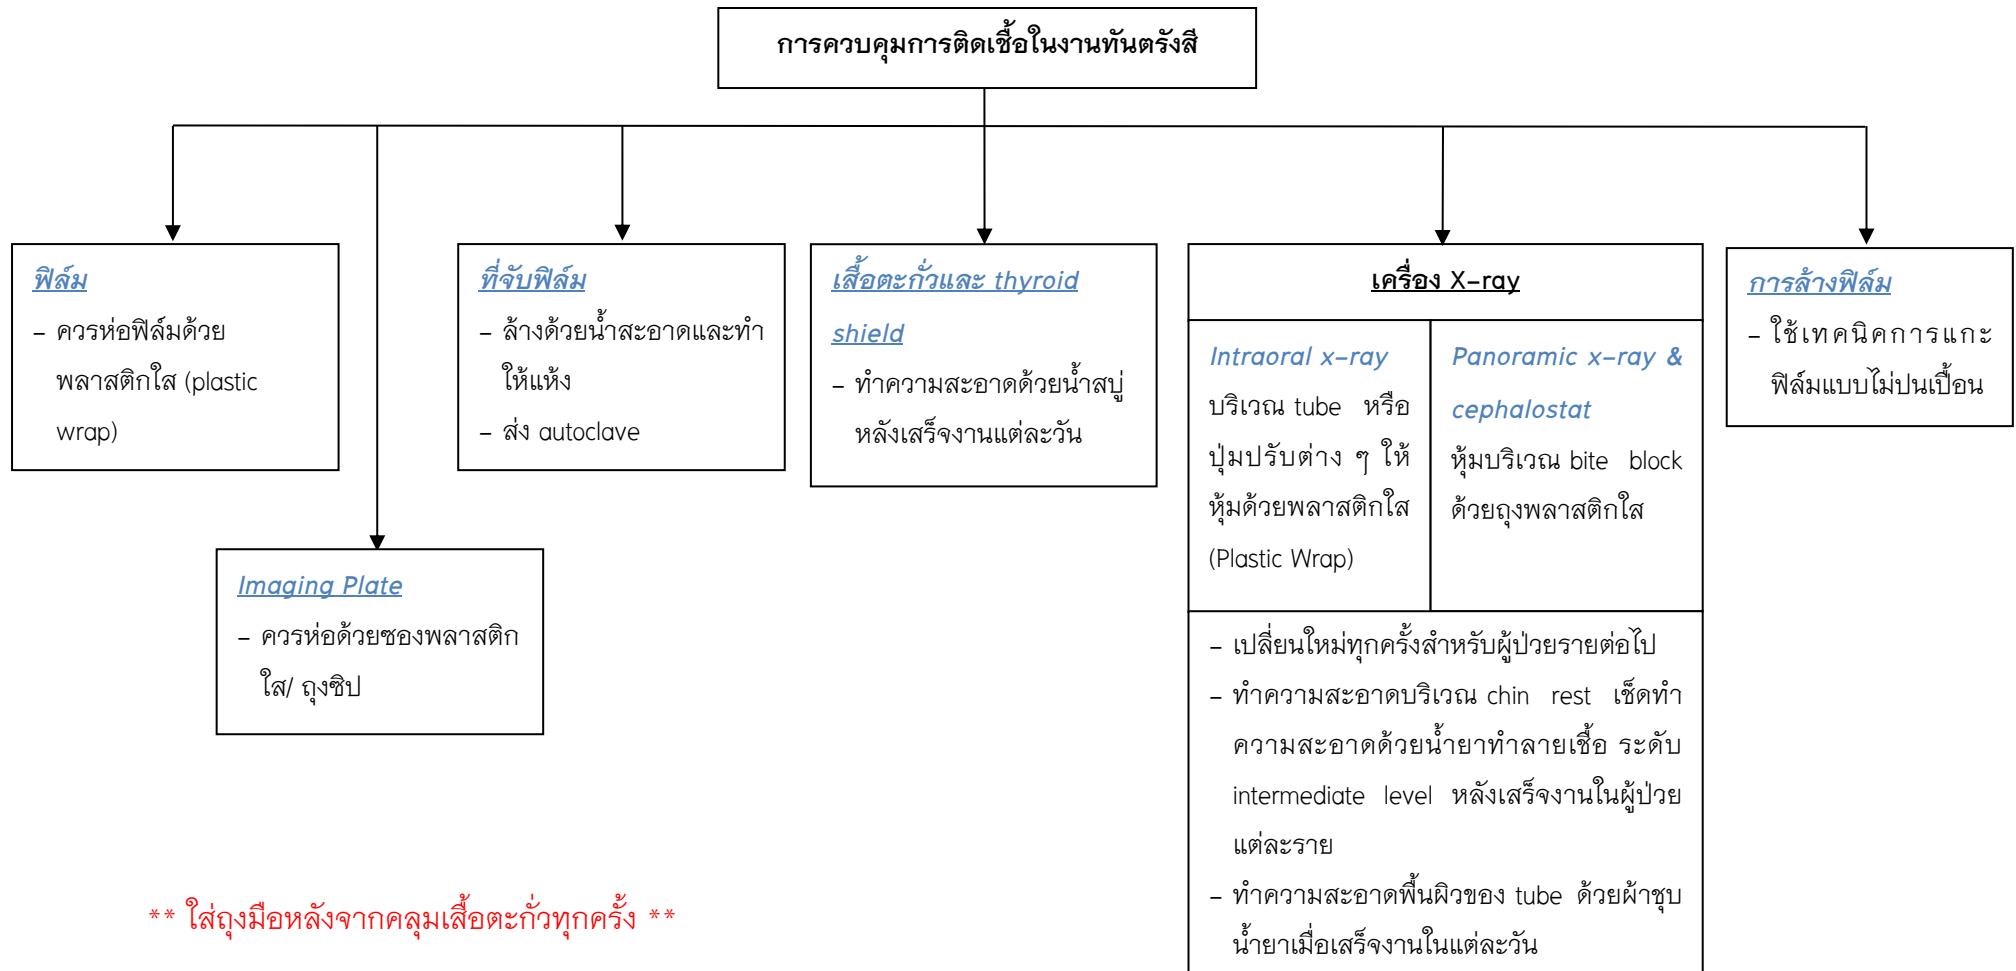 การควบคุมการติดเชื้อในงานทันตรังสี
ฟิล์ม
– ควรห่อฟิล์มด้วย
พลาสติกใส (plastic
wrap)
Imaging Plate
– ควรห่อด้วยซองพลาสติก
ใส/ ถุงซิป
ที่จับฟิล์ม
– ล้างด้วยน้ำสะอาดและทำ
ให้แห้ง
– ส่ง autoclave
เสื้อตะกั่วและ thyroid
shield
– ทำความสะอาดด้วยน้ำสบู่
หลังเสร็จงานแต่ละวัน
เครื่อง X–ray
Intraoral x–ray
บริเวณ tube หรือ
ปุ่มปรับต่าง ๆ ให้
หุ้มด้วยพลาสติกใส
(Plastic Wrap)
Panoramic x–ray &
cephalostat
หุ้มบริเวณ bite block
ด้วยถุงพลาสติกใส
– เปลี่ยนใหม่ทุกครั้งสำหรับผู้ป่วยรายต่อไป
– ทำความสะอาดบริเวณ chin rest เช็ดทำ
ความสะอาดด้วยน้ำยาทำลายเชื้อ ระดับ
intermediate level หลังเสร็จงานในผู้ป่วย
แต่ละราย
– ทำความสะอาดพื้นผิวของ tube ด้วยผ้าชุบ
น้ำยาเมื่อเสร็จงานในแต่ละวัน
การล้างฟิล์ม
– ใช้เทคนิคการแกะ
ฟิล์มแบบไม่ปนเปื้อน
** ใส่ถุงมือหลังจากคลุมเสื้อตะกั่วทุกครั้ง **